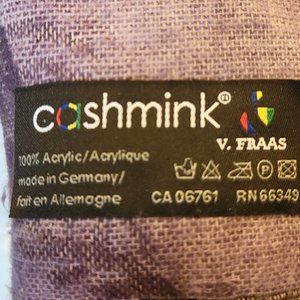 cashmink®
V. FRAAS
100% Acrylic/Acrylique
made in Germany/
fait en Allemagne
CA 06761 RN 66349